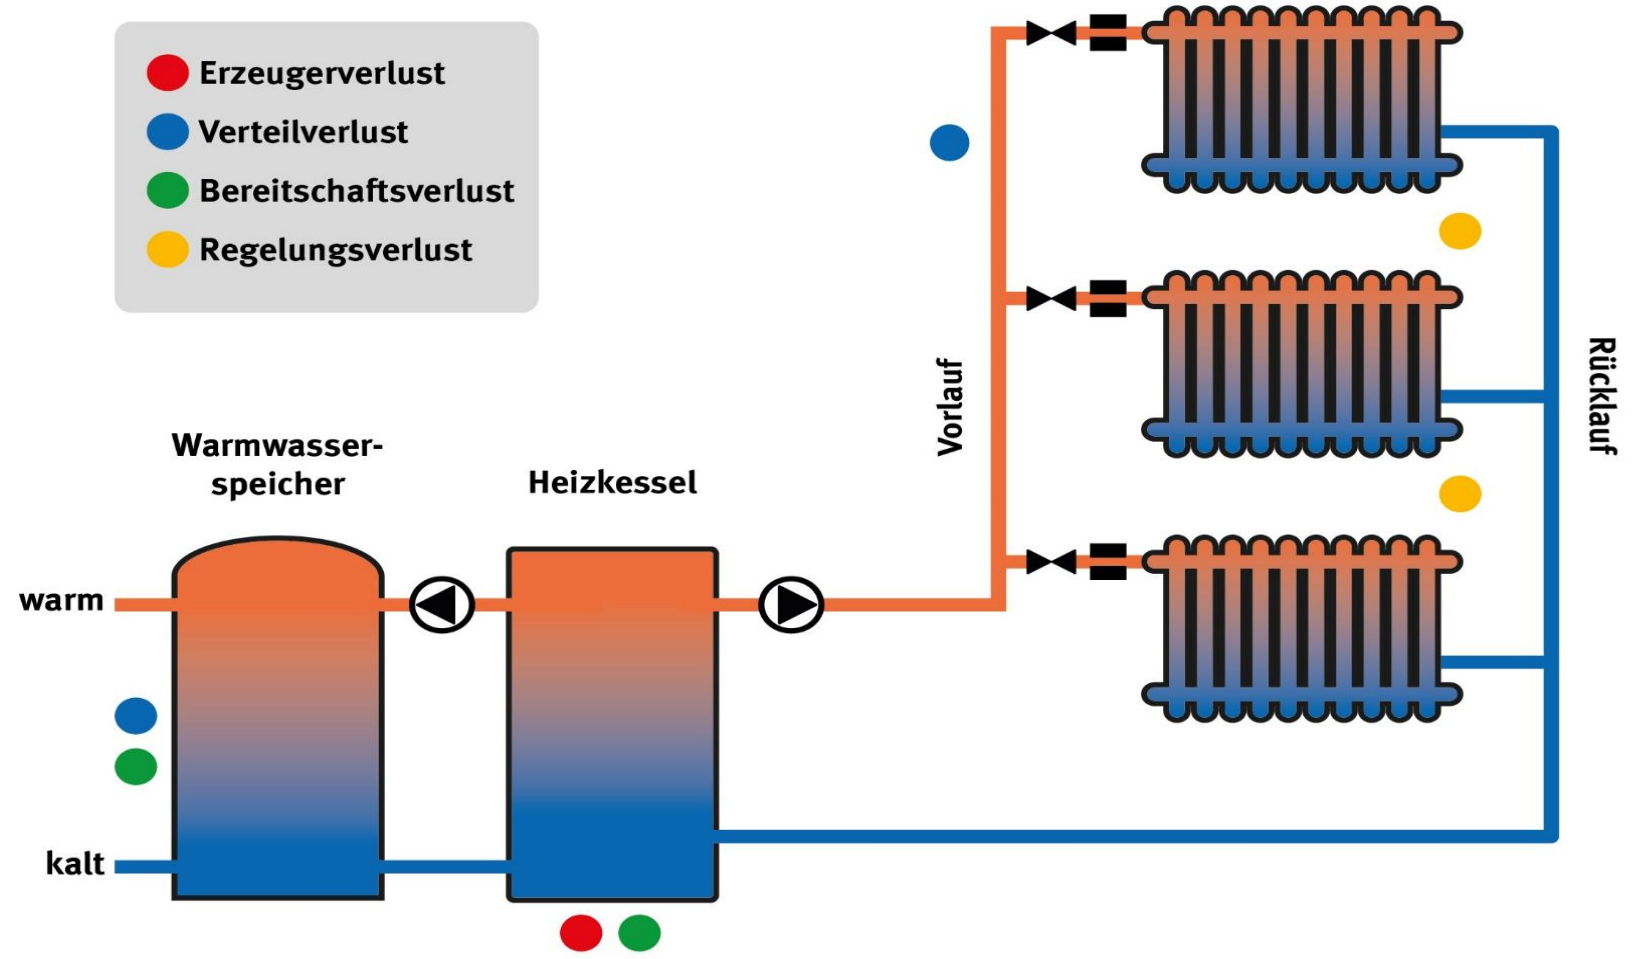 Erzeugerverlust
Verteilverlust
Bereitschaftsverlust
Regelungsverlust
Vorlauf
Rücklauf
Warmwasser-
speicher
Heizkessel
warm
kalt